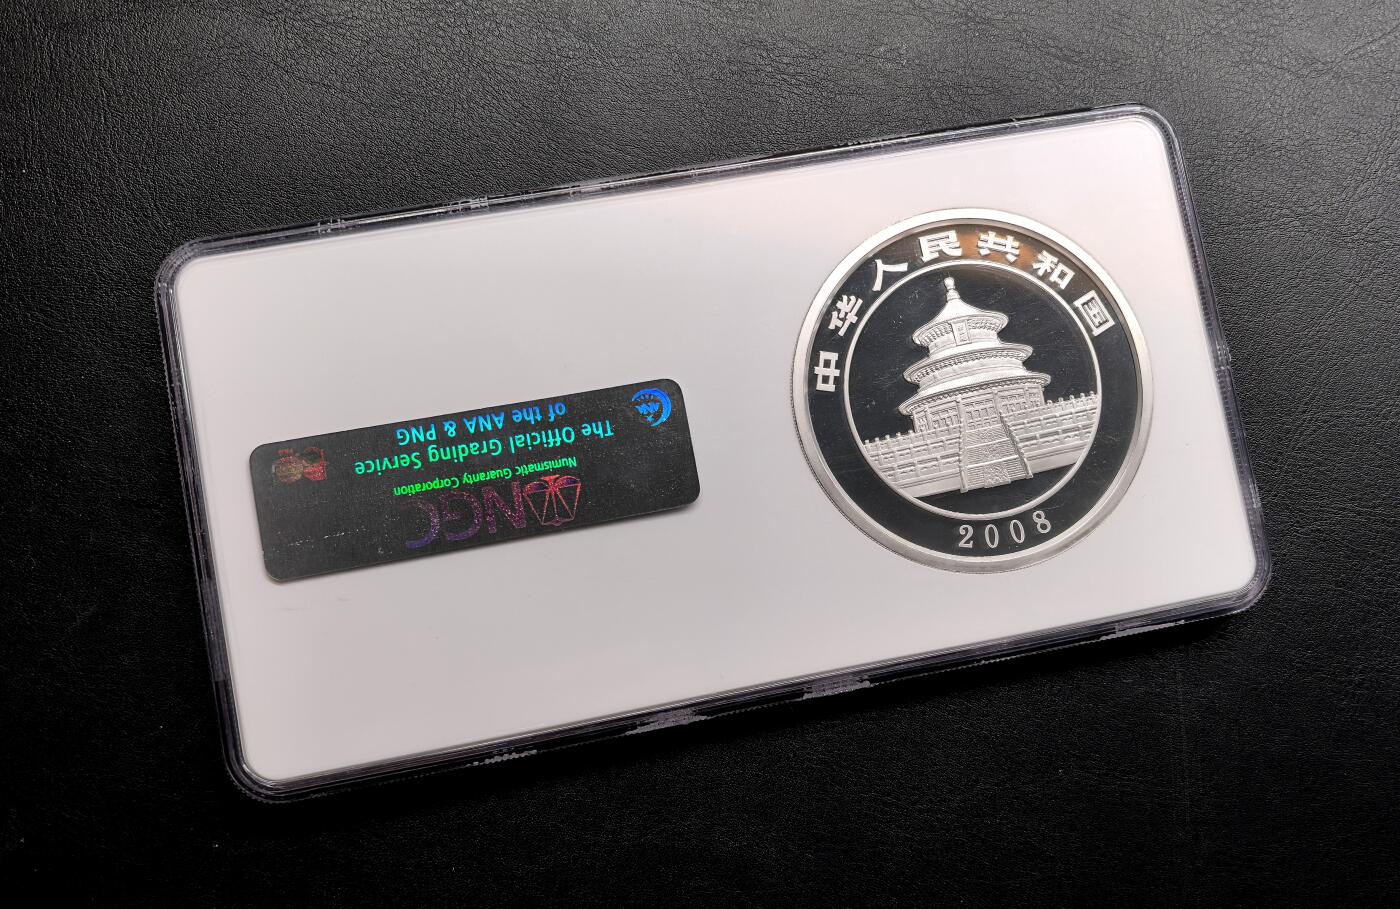 中华人民共和国
2008
NGC
Numismatic Guaranty Corporation
The Official Grading Service
of the ANA & PNG
ANA